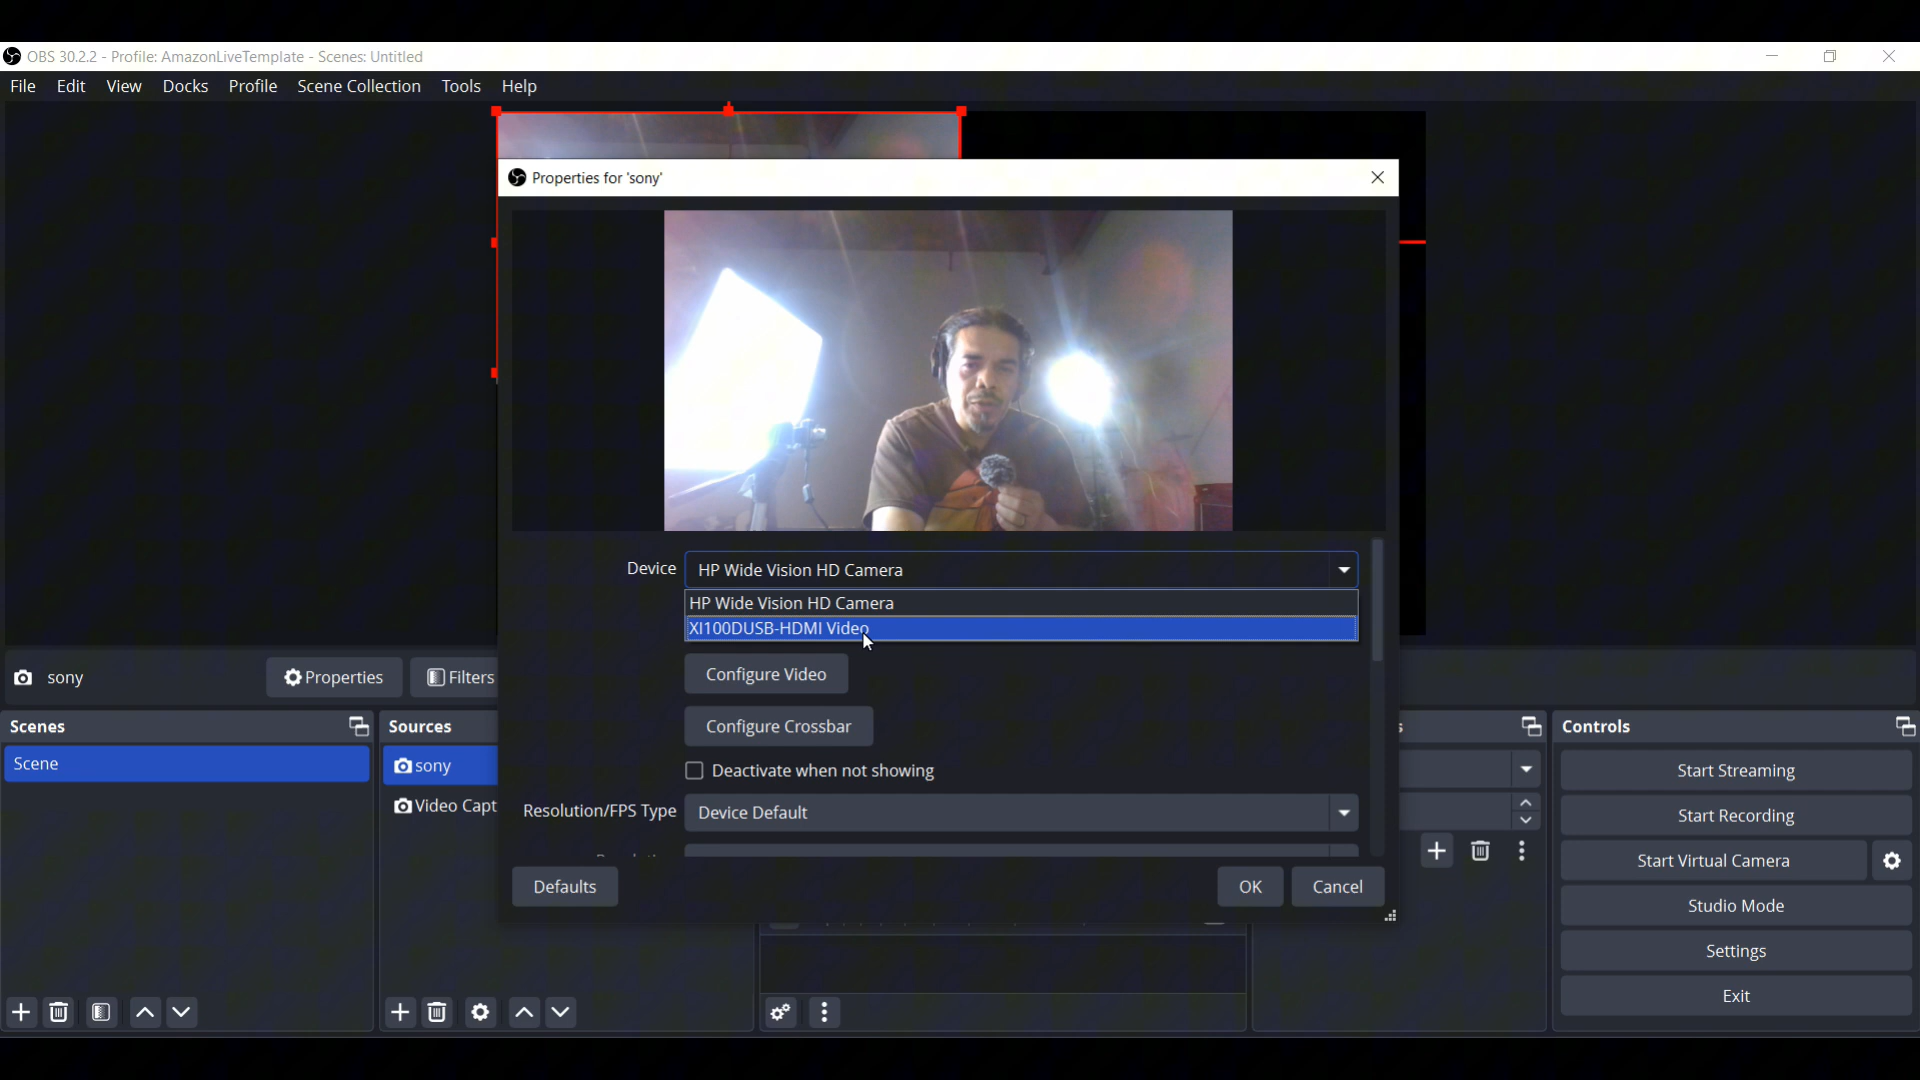 OBS 30.2.2 - Profile: AmazonLiveTemplate - Scenes: Untitled
File Edit View Docks Profile Scene Collection Tools Help
Properties for 'sony'
Device HP Wide Vision HD Camera
HP Wide Vision HD Camera
XI100DUSB-HDMI Video
Configure Video
Configure Crossbar
Deactivate when not showing
Resolution/FPS Type Device Default
Defaults OK Cancel
sony Properties Filters
Scenes
Scene
Sources
sony
Video Capt
Controls
Start Streaming
Start Recording
Start Virtual Camera
Studio Mode
Settings
Exit